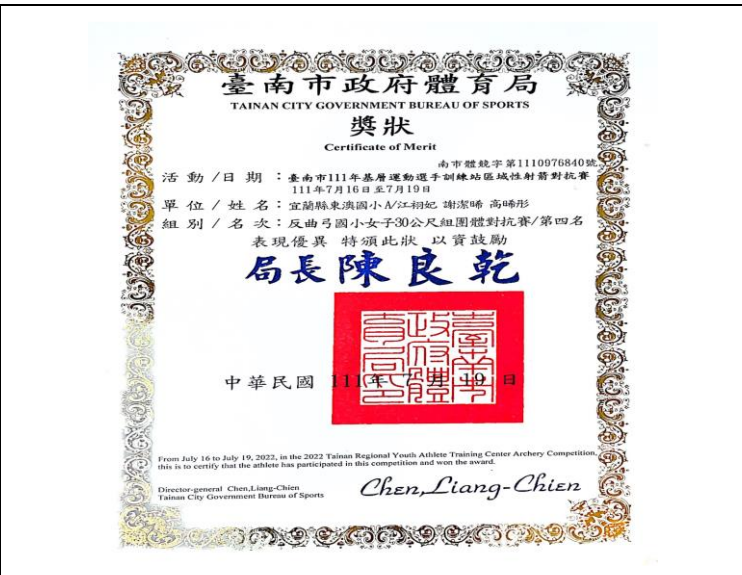 臺南市政府體育局
TAINAN CITY GOVERNMENT BUREAU OF SPORTS
獎狀
Certificate of Merit
南市體競字第1110976840號
活動/日期：臺南市111年基層運動選手訓練站區域性射箭對抗賽
111年7月16日至7月19日
單位/姓名：宜蘭縣東澳國小A/江栩妃 謝潔晞 高晞彤
組別/名次：反曲弓國小女子30公尺組團體對抗賽/第四名
表現優異 特頒此狀 以資鼓勵
局長陳良乾
臺南市政府體育局印
中華民國 111年 7 月 19 日
From July 16 to July 19, 2022, in the 2022 Tainan Regional Youth Athlete Training Center Archery Competition,
this is to certify that the athlete has participated in this competition and won the award.
Director-general Chen,Liang-Chien
Tainan City Government Bureau of Sports
Chen,Liang-Chien